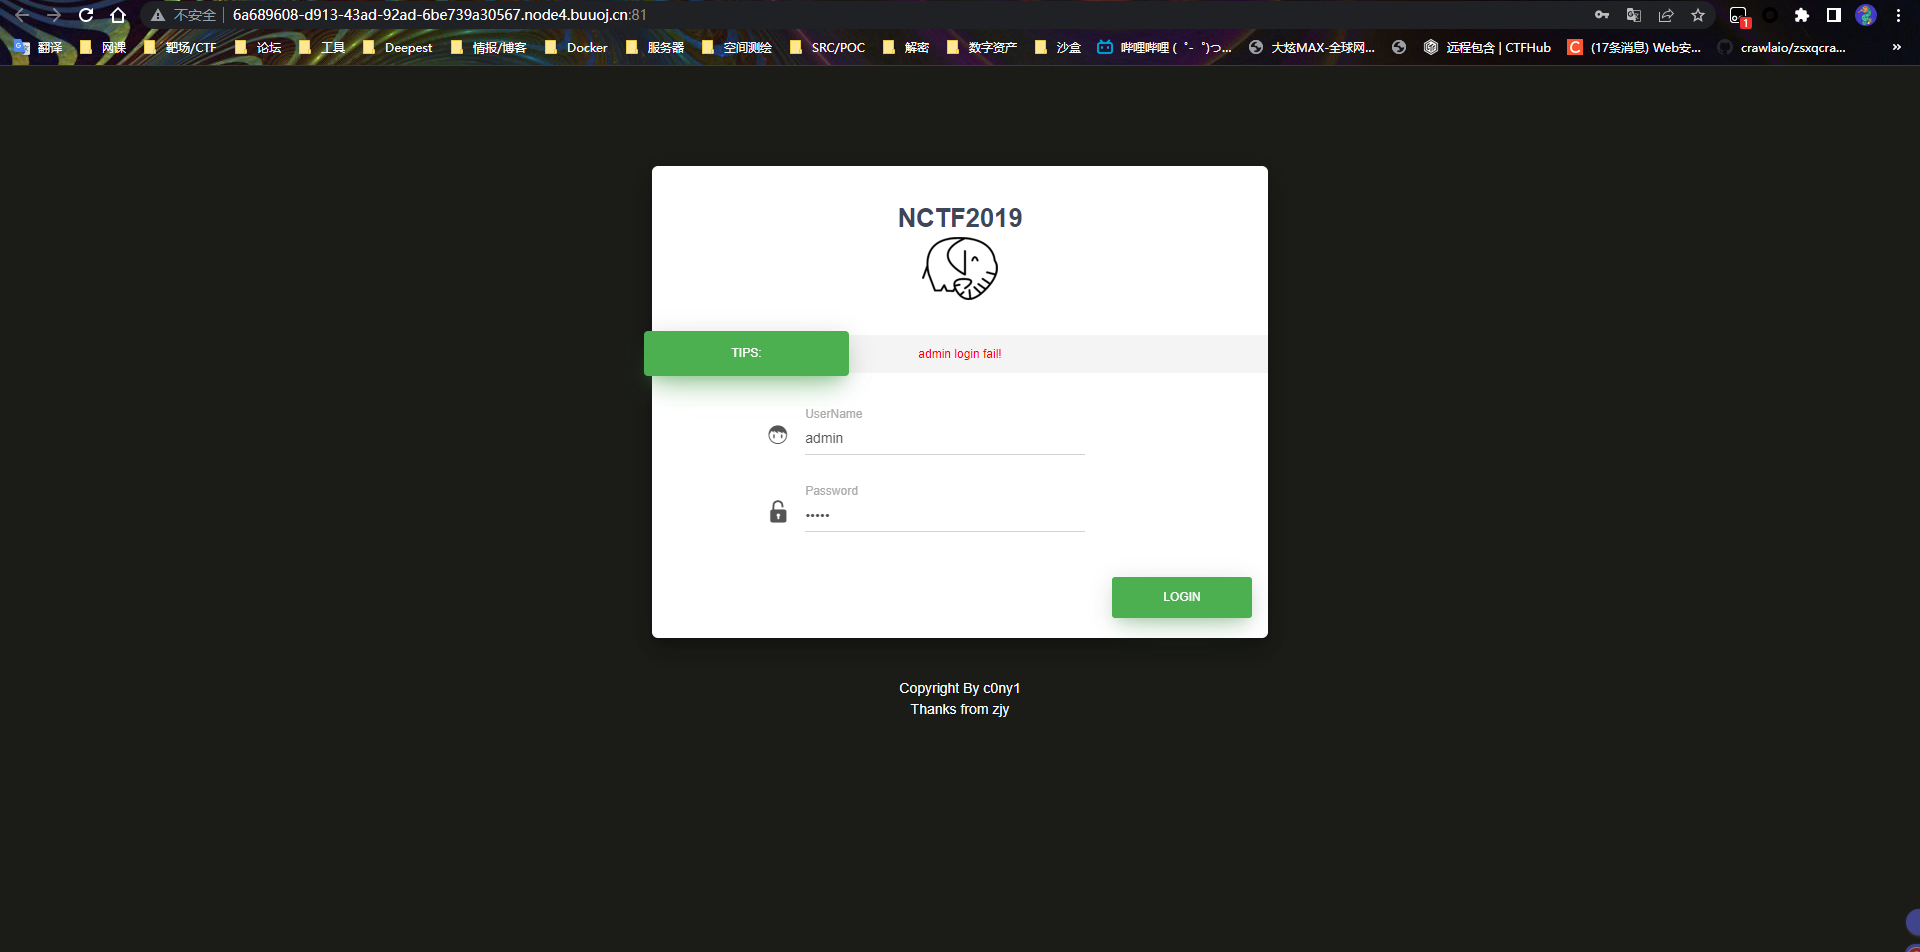 不安全 6a689608-d913-43ad-92ad-6be739a30567.node4.buuoj.cn:81
1
翻译 网课 靶场/CTF 论坛 工具 Deepest 情报/博客 Docker 服务器 空间测绘 SRC/POC 解密 数字资产 沙盒 哔哩哔哩 ( ゜- ゜)つ... 大炫MAX-全球网... 远程包含 | CTFHub C (17条消息) Web安... crawlaio/zsxqcra... »
NCTF2019
TIPS: admin login fail!
UserName
admin
Password
•••••
LOGIN
Copyright By c0ny1
Thanks from zjy